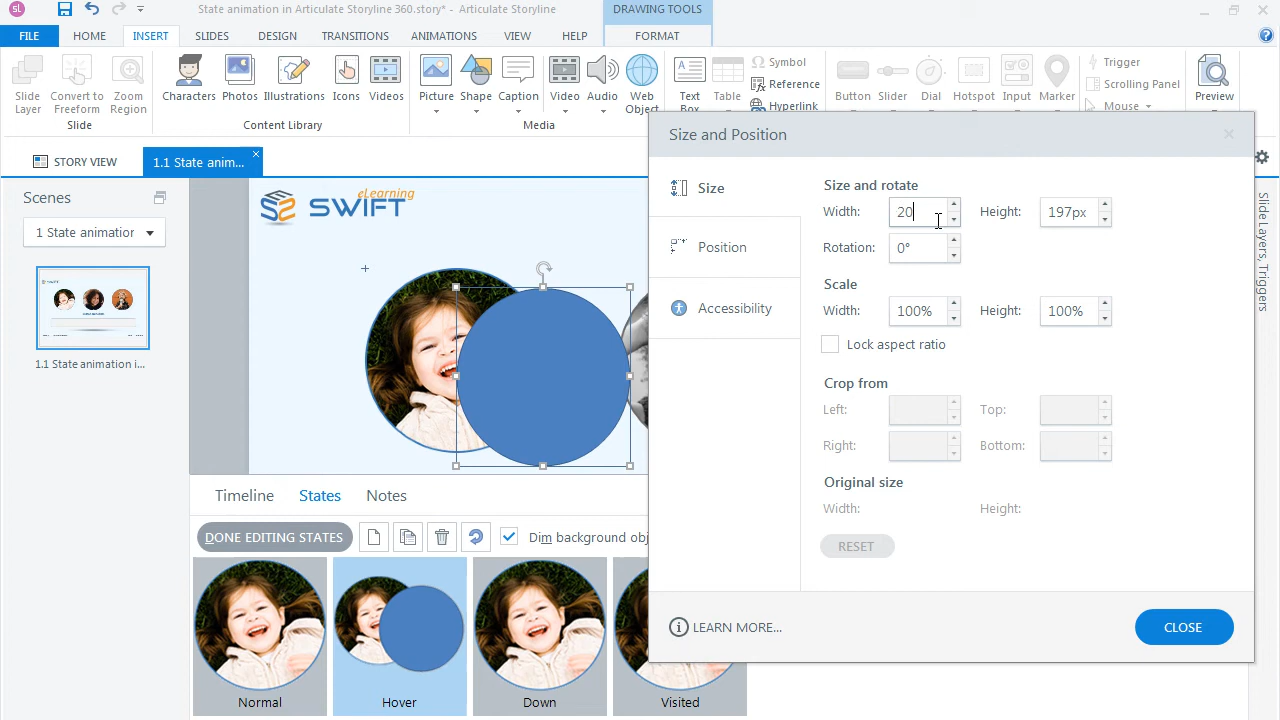 sl
State animation in Articulate Storyline 360.story* - Articulate Storyline
DRAWING TOOLS
FILE HOME INSERT SLIDES DESIGN TRANSITIONS ANIMATIONS VIEW HELP FORMAT
Slide Layer
Convert to Freeform
Zoom Region
Slide
Characters Photos Illustrations Icons Videos
Content Library
Picture Shape Caption Video Audio Web Object
Media
Text Box
Table
Symbol
Reference
Hyperlink
Button Slider Dial Hotspot Input Marker
Trigger
Scrolling Panel
Mouse
Preview
STORY VIEW
1.1 State anim...
Scenes
1 State animation
1.1 State animation i...
eLearning
SWIFT
Size and Position
Size
Position
Accessibility
Size and rotate
Width: 20 Height: 197px
Rotation: 0°
Scale
Width: 100% Height: 100%
Lock aspect ratio
Crop from
Left: Top:
Right: Bottom:
Original size
Width: Height:
RESET
LEARN MORE...
CLOSE
Slide Layers, Triggers
Timeline States Notes
DONE EDITING STATES
Dim background obj
Normal Hover Down Visited